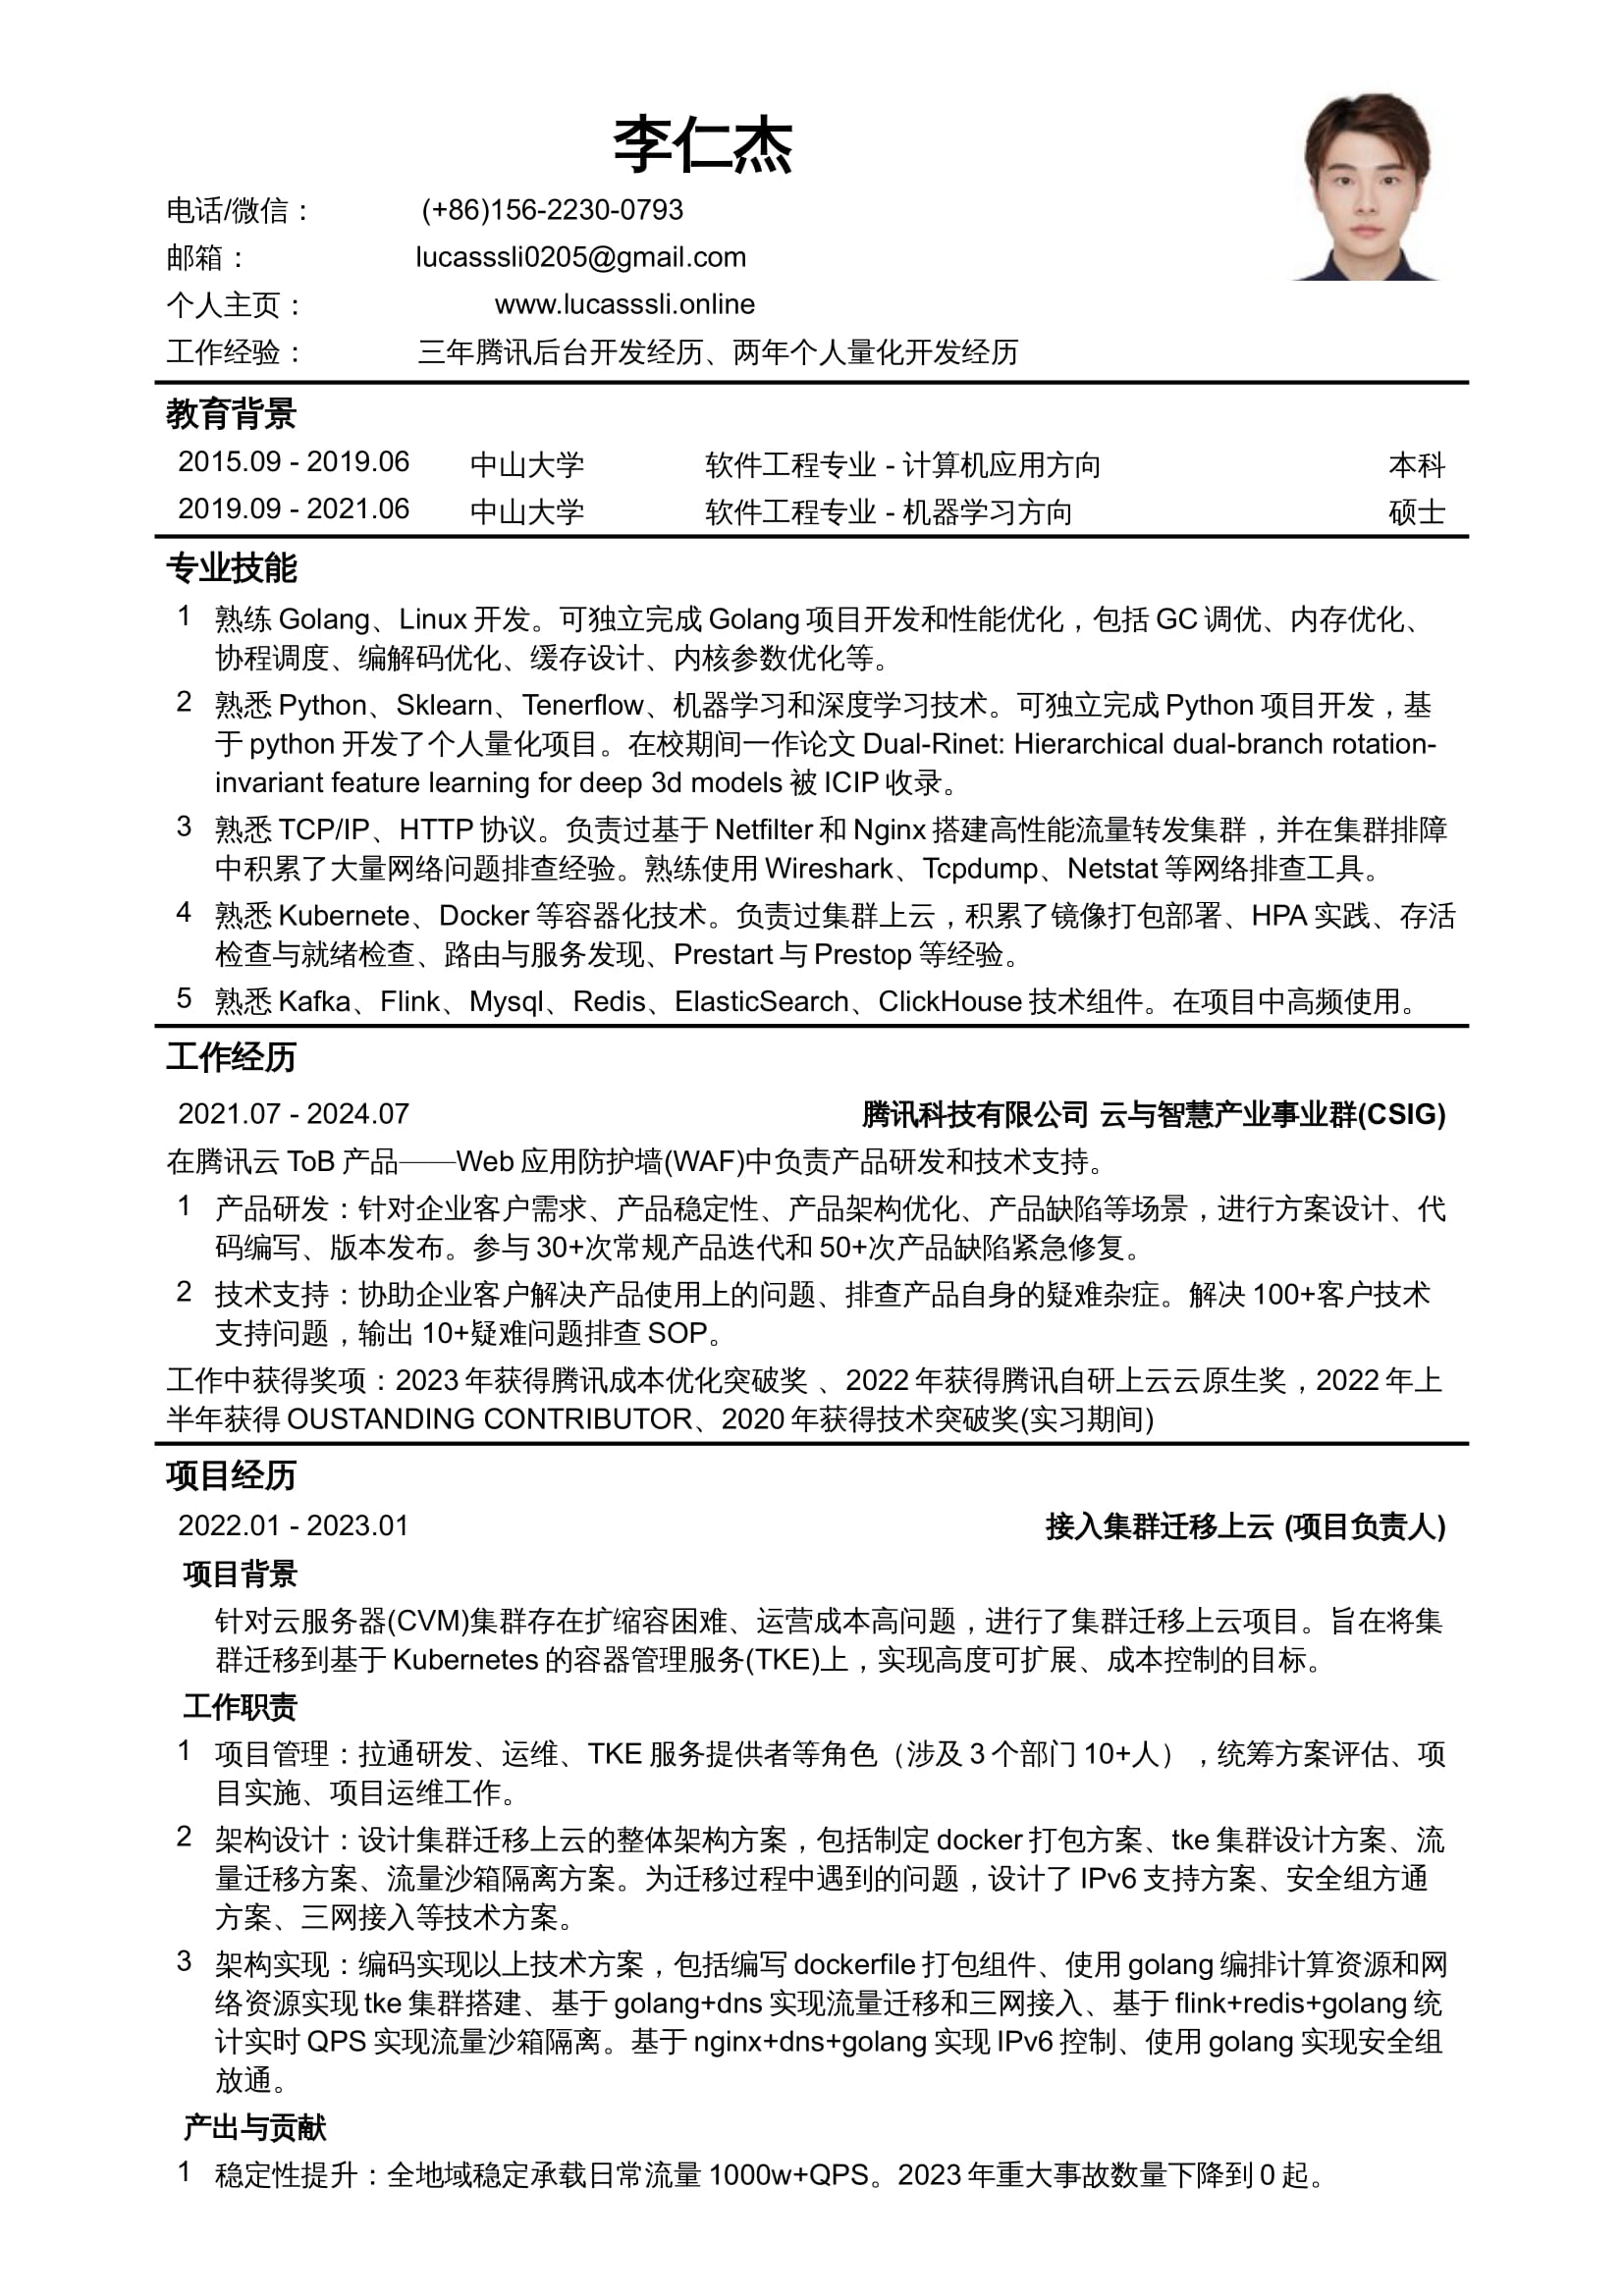 李仁杰
电话/微信： (+86)156-2230-0793
邮箱： lucasssli0205@gmail.com
个人主页： www.lucasssli.online
工作经验： 三年腾讯后台开发经历、两年个人量化开发经历
教育背景
2015.09 - 2019.06 中山大学 软件工程专业 - 计算机应用方向 本科
2019.09 - 2021.06 中山大学 软件工程专业 - 机器学习方向 硕士
专业技能
1 熟练 Golang、Linux 开发。可独立完成 Golang 项目开发和性能优化，包括 GC 调优、内存优化、
协程调度、编解码优化、缓存设计、内核参数优化等。
2 熟悉 Python、Sklearn、Tenerflow、机器学习和深度学习技术。可独立完成 Python 项目开发，基
于 python 开发了个人量化项目。在校期间一作论文 Dual-Rinet: Hierarchical dual-branch rotation-
invariant feature learning for deep 3d models 被 ICIP 收录。
3 熟悉 TCP/IP、HTTP 协议。负责过基于 Netfilter 和 Nginx 搭建高性能流量转发集群，并在集群排障
中积累了大量网络问题排查经验。熟练使用 Wireshark、Tcpdump、Netstat 等网络排查工具。
4 熟悉 Kubernete、Docker 等容器化技术。负责过集群上云，积累了镜像打包部署、HPA 实践、存活
检查与就绪检查、路由与服务发现、Prestart 与 Prestop 等经验。
5 熟悉 Kafka、Flink、Mysql、Redis、ElasticSearch、ClickHouse 技术组件。在项目中高频使用。
工作经历
2021.07 - 2024.07 腾讯科技有限公司 云与智慧产业事业群(CSIG)
在腾讯云 ToB 产品——Web 应用防护墙(WAF)中负责产品研发和技术支持。
1 产品研发：针对企业客户需求、产品稳定性、产品架构优化、产品缺陷等场景，进行方案设计、代
码编写、版本发布。参与 30+次常规产品迭代和 50+次产品缺陷紧急修复。
2 技术支持：协助企业客户解决产品使用上的问题、排查产品自身的疑难杂症。解决 100+客户技术
支持问题，输出 10+疑难问题排查 SOP。
工作中获得奖项：2023 年获得腾讯成本优化突破奖 、2022 年获得腾讯自研上云云原生奖，2022 年上
半年获得 OUSTANDING CONTRIBUTOR、2020 年获得技术突破奖(实习期间)
项目经历
2022.01 - 2023.01 接入集群迁移上云 (项目负责人)
项目背景
针对云服务器(CVM)集群存在扩缩容困难、运营成本高问题，进行了集群迁移上云项目。旨在将集
群迁移到基于 Kubernetes 的容器管理服务(TKE)上，实现高度可扩展、成本控制的目标。
工作职责
1 项目管理：拉通研发、运维、TKE 服务提供者等角色（涉及 3 个部门 10+人），统筹方案评估、项
目实施、项目运维工作。
2 架构设计：设计集群迁移上云的整体架构方案，包括制定 docker 打包方案、tke 集群设计方案、流
量迁移方案、流量沙箱隔离方案。为迁移过程中遇到的问题，设计了 IPv6 支持方案、安全组方通
方案、三网接入等技术方案。
3 架构实现：编码实现以上技术方案，包括编写 dockerfile 打包组件、使用 golang 编排计算资源和网
络资源实现 tke 集群搭建、基于 golang+dns 实现流量迁移和三网接入、基于 flink+redis+golang 统
计实时 QPS 实现流量沙箱隔离。基于 nginx+dns+golang 实现 IPv6 控制、使用 golang 实现安全组
放通。
产出与贡献
1 稳定性提升：全地域稳定承载日常流量 1000w+QPS。2023 年重大事故数量下降到 0 起。